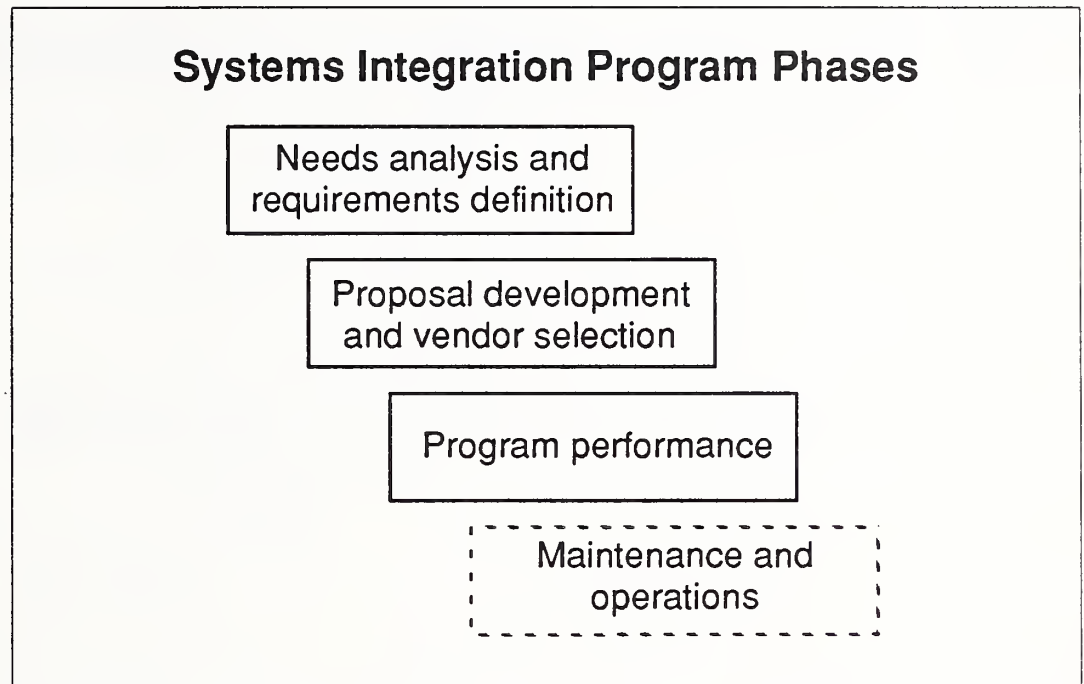 Systems Integration Program Phases
Needs analysis and
requirements definition
Proposal development
and vendor selection
Program performance
Maintenance and
operations